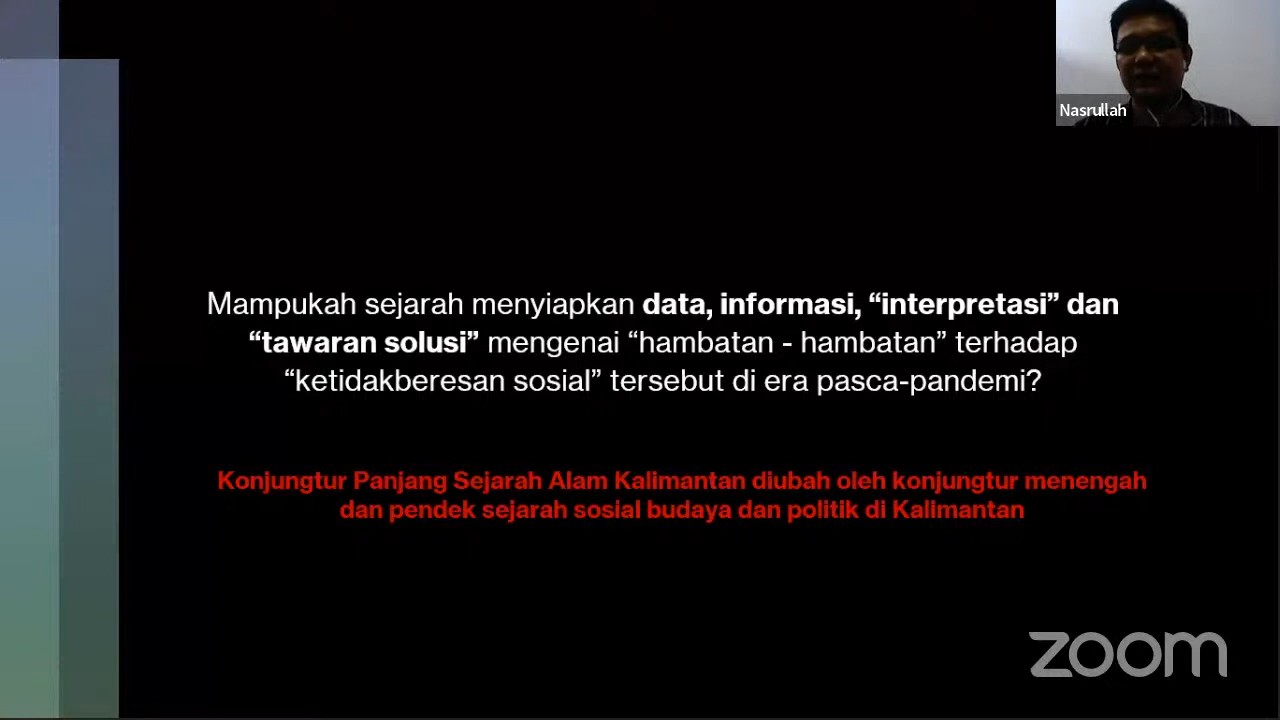 Nasrullah
Mampukah sejarah menyiapkan data, informasi, “interpretasi” dan
“tawaran solusi” mengenai “hambatan - hambatan” terhadap
“ketidakberesan sosial” tersebut di era pasca-pandemi?
Konjungtur Panjang Sejarah Alam Kalimantan diubah oleh konjungtur menengah
dan pendek sejarah sosial budaya dan politik di Kalimantan
zoom